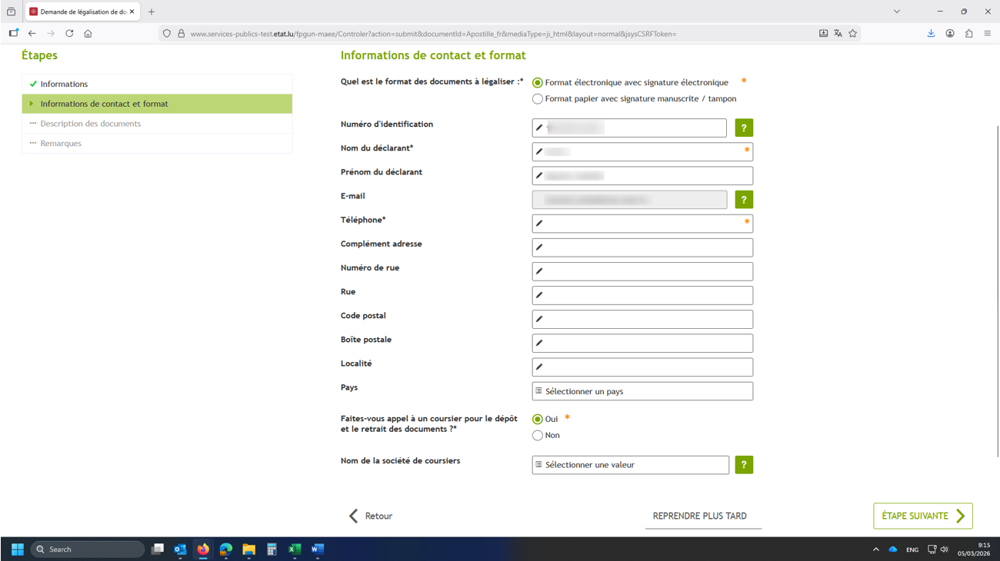 Demande de légalisation de do
www.services-publics-test.etat.lu/fpgun-maee/Controler?action=submit&documentId=Apostille_fr&mediaType=ji_html&layout=normal&jsysCSRFToken=
Étapes
Informations
Informations de contact et format
Description des documents
Remarques
Informations de contact et format
Quel est le format des documents à légaliser :*
Format électronique avec signature électronique *
Format papier avec signature manuscrite / tampon
Numéro d'identification ?
Nom du déclarant* *
Prénom du déclarant
E-mail ?
Téléphone* *
Complément adresse
Numéro de rue
Rue
Code postal
Boîte postale
Localité
Pays Sélectionner un pays
Faites-vous appel à un coursier pour le dépôt
et le retrait des documents ?*
Oui *
Non
Nom de la société de coursiers Sélectionner une valeur ?
Retour REPRENDRE PLUS TARD ÉTAPE SUIVANTE
Search
ENG
9:15
05/03/2026